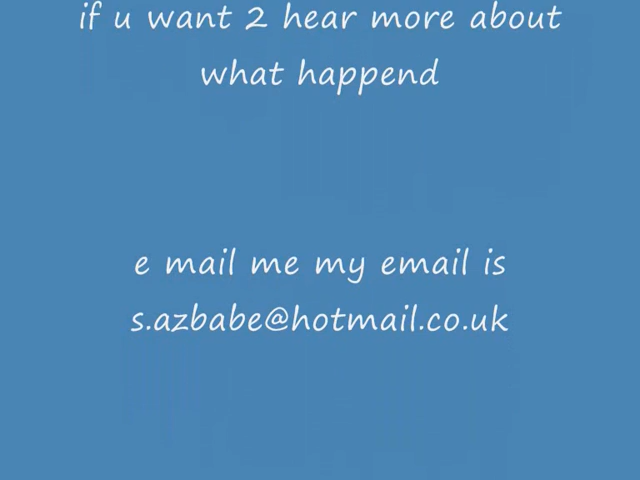 if u want 2 hear more about
what happend
e mail me my email is
s.azbabe@hotmail.co.uk